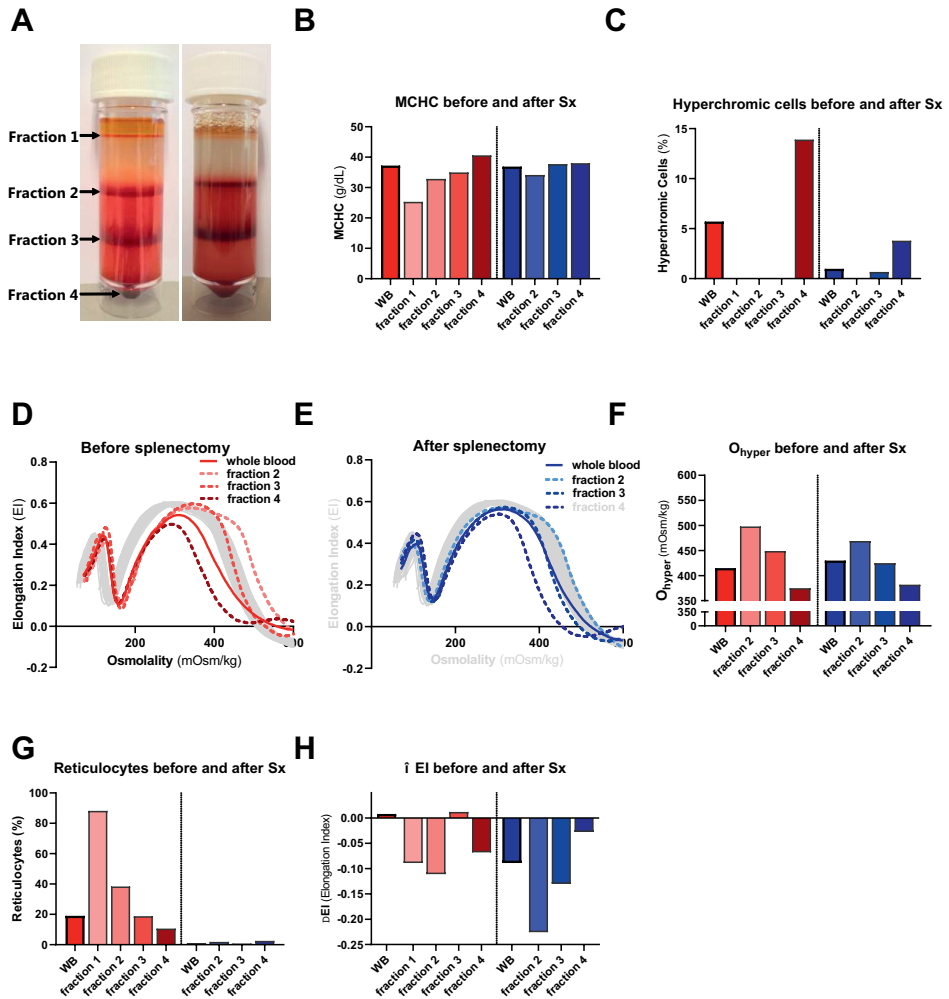 A
Fraction 1
Fraction 2
Fraction 3
Fraction 4
B
MCHC before and after Sx
MCHC (g/dL)
50
40
30
20
10
0
WB
fraction 1
fraction 2
fraction 3
fraction 4
WB
fraction 2
fraction 3
fraction 4
C
Hyperchromic cells before and after Sx
Hyperchromic Cells (%)
15
10
5
0
WB
fraction 1
fraction 2
fraction 3
fraction 4
WB
fraction 2
fraction 3
fraction 4
D
Before splenectomy
whole blood
fraction 2
fraction 3
fraction 4
Elongation Index (EI)
0.8
0.6
0.4
0.2
0.0
-0.2
200
400
00
Osmolality (mOsm/kg)
E
After splenectomy
whole blood
fraction 2
fraction 3
fraction 4
Elongation Index (EI)
0.8
0.6
0.4
0.2
0.0
-0.2
200
400
00
Osmolality (mOsm/kg)
F
Ohyper before and after Sx
Ohyper (mOsm/kg)
600
550
500
450
400
350
350
0
WB
fraction 2
fraction 3
fraction 4
WB
fraction 2
fraction 3
fraction 4
G
Reticulocytes before and after Sx
Reticulocytes (%)
100
80
60
40
20
0
WB
fraction 1
fraction 2
fraction 3
fraction 4
WB
fraction 2
fraction 3
fraction 4
H
î EI before and after Sx
DEI (Elongation Index)
0.00
-0.05
-0.10
-0.15
-0.20
-0.25
WB
fraction 1
fraction 2
fraction 3
fraction 4
WB
fraction 2
fraction 3
fraction 4